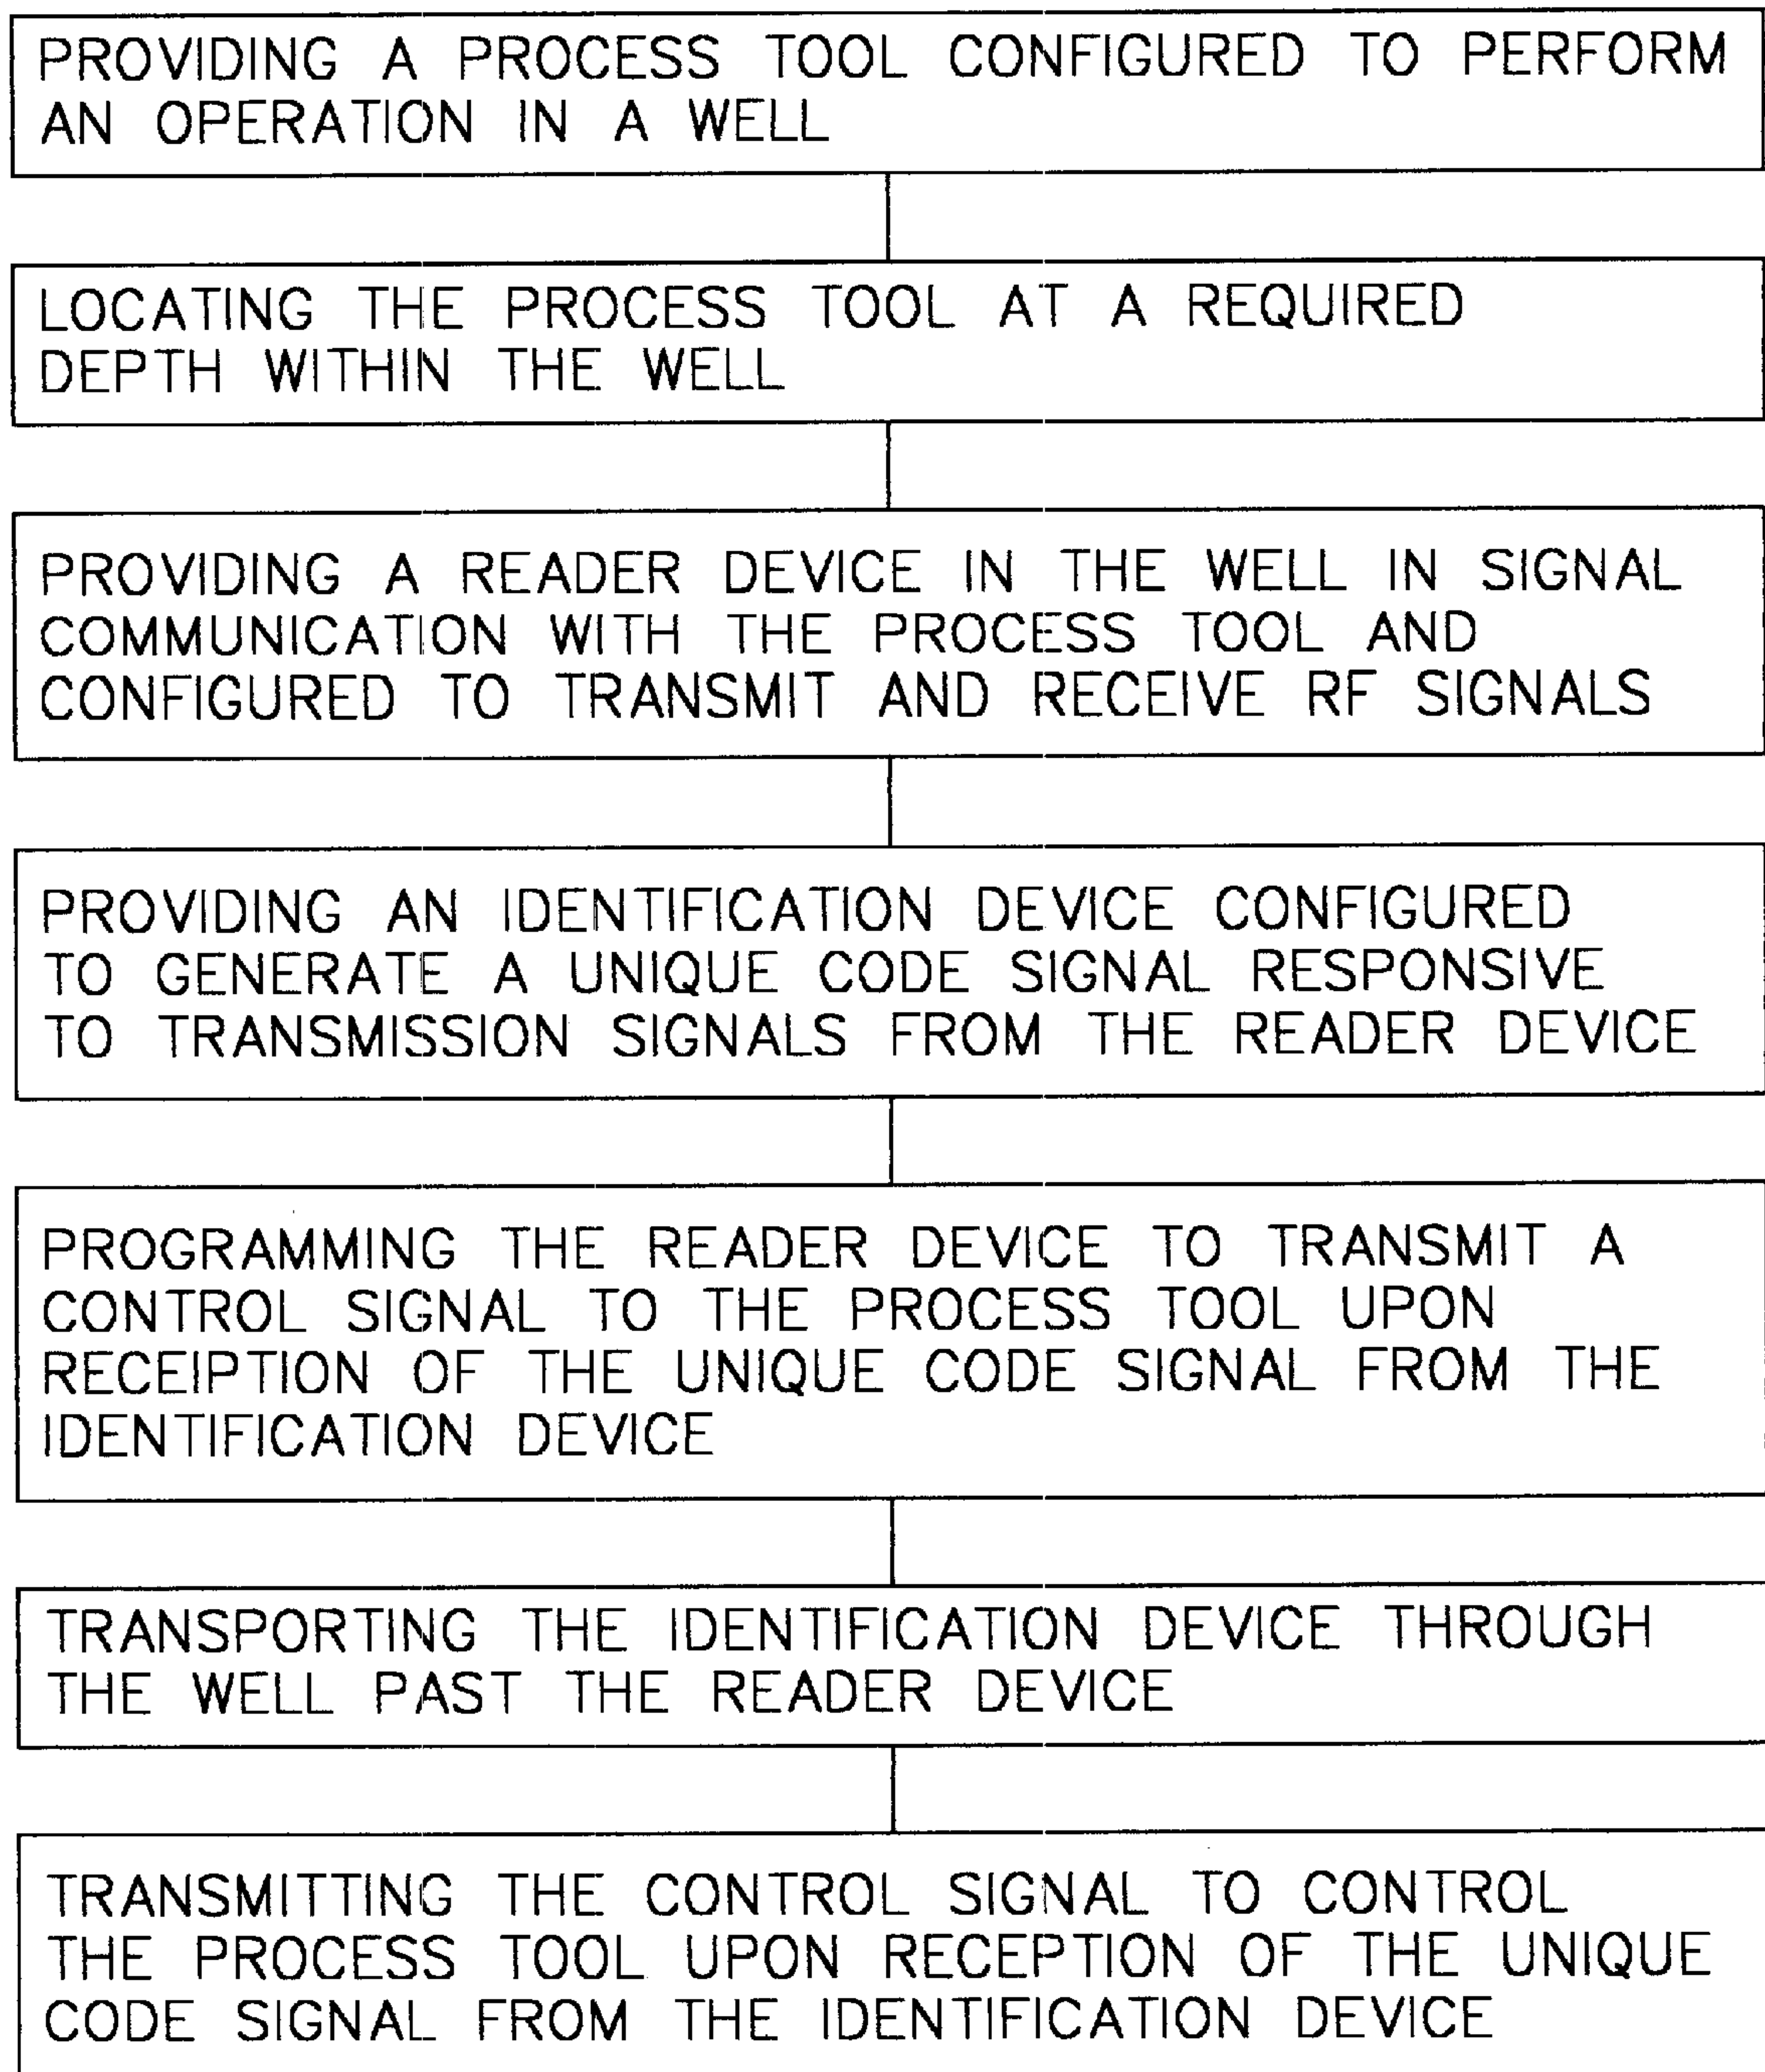 PROVIDING A PROCESS TOOL CONFIGURED TO PERFORM
AN OPERATION IN A WELL
LOCATING THE PROCESS TOOL AT A REQUIRED
DEPTH WITHIN THE WELL
PROVIDING A READER DEVICE IN THE WELL IN SIGNAL
COMMUNICATION WITH THE PROCESS TOOL AND
CONFIGURED TO TRANSMIT AND RECEIVE RF SIGNALS
PROVIDING AN IDENTIFICATION DEVICE CONFIGURED
TO GENERATE A UNIQUE CODE SIGNAL RESPONSIVE
TO TRANSMISSION SIGNALS FROM THE READER DEVICE
PROGRAMMING THE READER DEVICE TO TRANSMIT A
CONTROL SIGNAL TO THE PROCESS TOOL UPON
RECEIPTION OF THE UNIQUE CODE SIGNAL FROM THE
IDENTIFICATION DEVICE
TRANSPORTING THE IDENTIFICATION DEVICE THROUGH
THE WELL PAST THE READER DEVICE
TRANSMITTING THE CONTROL SIGNAL TO CONTROL
THE PROCESS TOOL UPON RECEPTION OF THE UNIQUE
CODE SIGNAL FROM THE IDENTIFICATION DEVICE